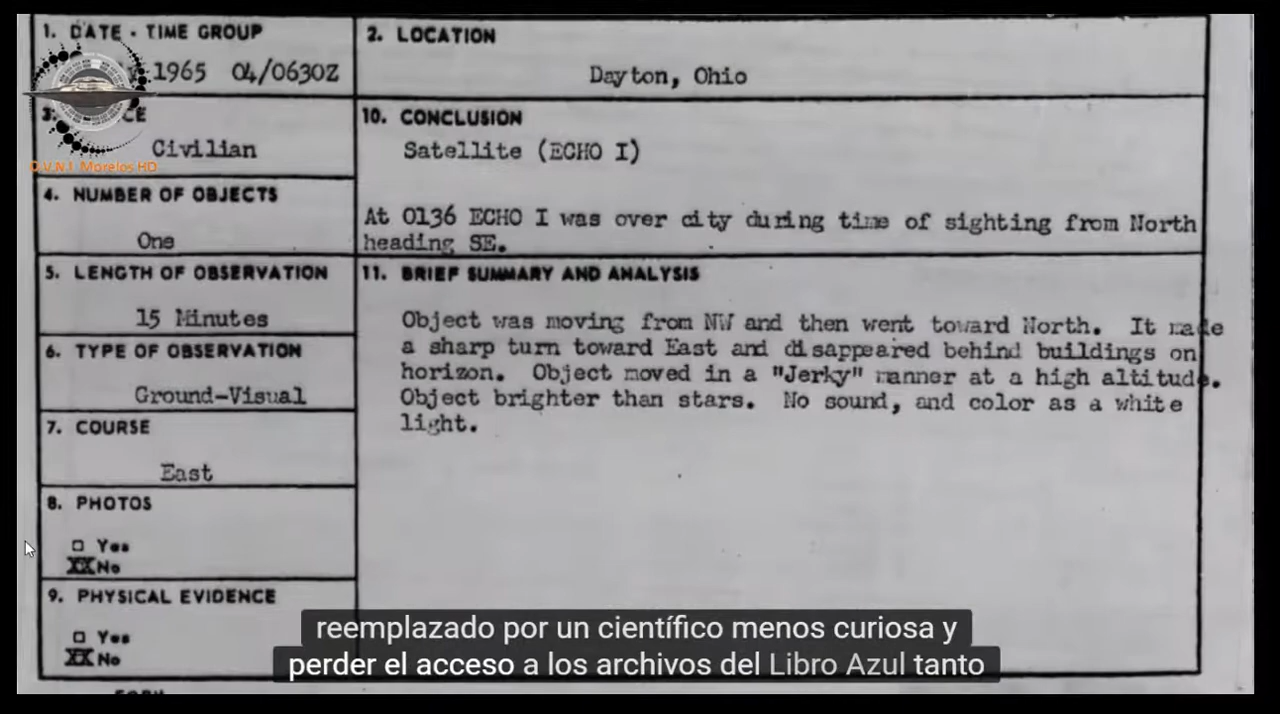 1. DATE - TIME GROUP
1965 04/0630Z
2. LOCATION
Dayton, Ohio
Civilian
O.V.N.I. Morelos HD
10. CONCLUSION
Satellite (ECHO I)
At 0136 ECHO I was over city during time of sighting from North
heading SE.
4. NUMBER OF OBJECTS
One
5. LENGTH OF OBSERVATION
15 Minutes
6. TYPE OF OBSERVATION
Ground-Visual
7. COURSE
East
8. PHOTOS
☐ Yes
XX No
9. PHYSICAL EVIDENCE
☐ Yes
XX No
11. BRIEF SUMMARY AND ANALYSIS
Object was moving from NW and then went toward North. It made
a sharp turn toward East and disappeared behind buildings on
horizon. Object moved in a "Jerky" manner at a high altitude.
Object brighter than stars. No sound, and color as a white
light.
reemplazado por un científico menos curiosa y
perder el acceso a los archivos del Libro Azul tanto